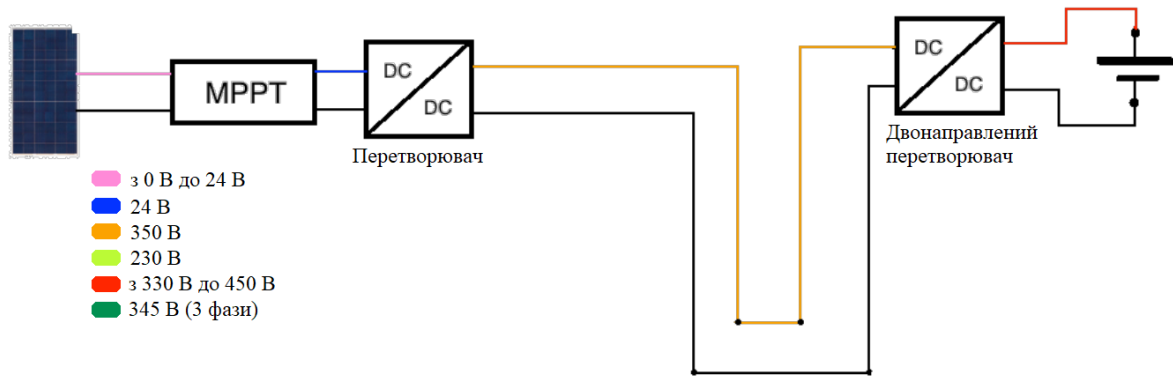 DC
DC
MPPT
DC
DC
Перетворювач
Двонаправлений
перетворювач
з 0 В до 24 В
24 В
350 В
230 В
з 330 В до 450 В
345 В (3 фази)